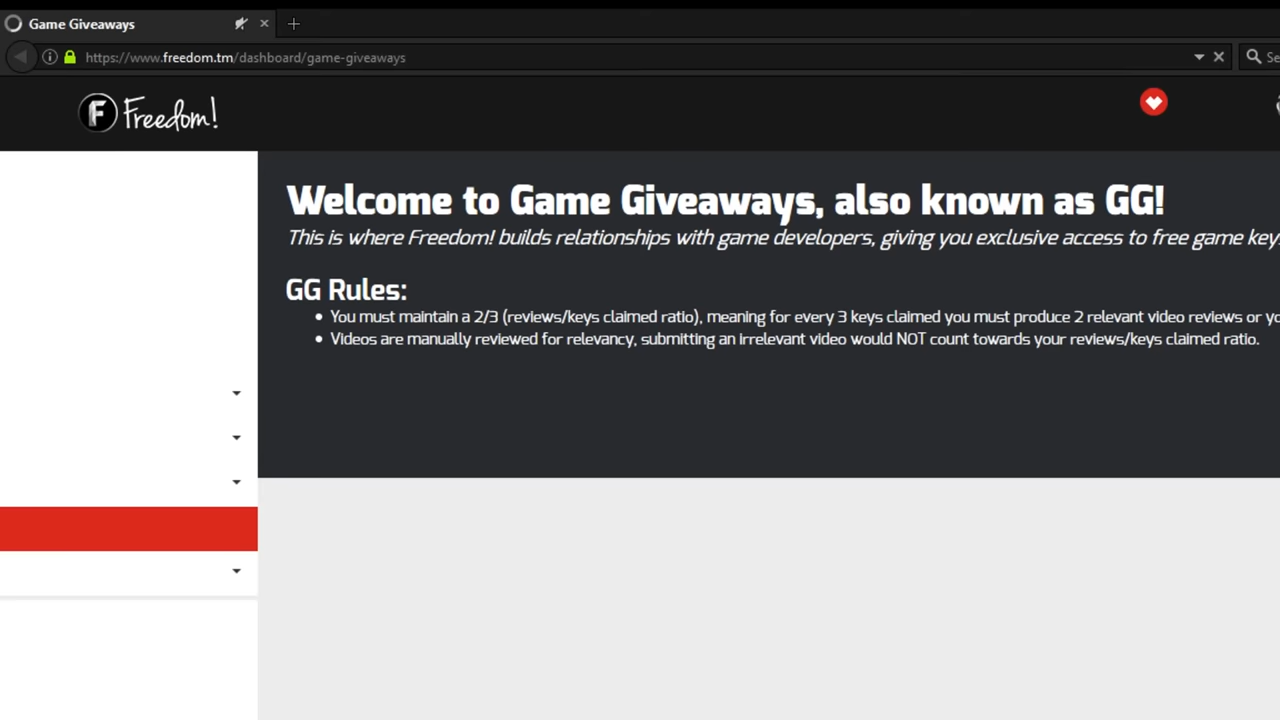 Game Giveaways
https://www.freedom.tm/dashboard/game-giveaways
Se
F Freedom!
Welcome to Game Giveaways, also known as GG!
This is where Freedom! builds relationships with game developers, giving you exclusive access to free game key
GG Rules:
• You must maintain a 2/3 (reviews/keys claimed ratio), meaning for every 3 keys claimed you must produce 2 relevant video reviews or yo
• Videos are manually reviewed for relevancy, submitting an irrelevant video would NOT count towards your reviews/keys claimed ratio.